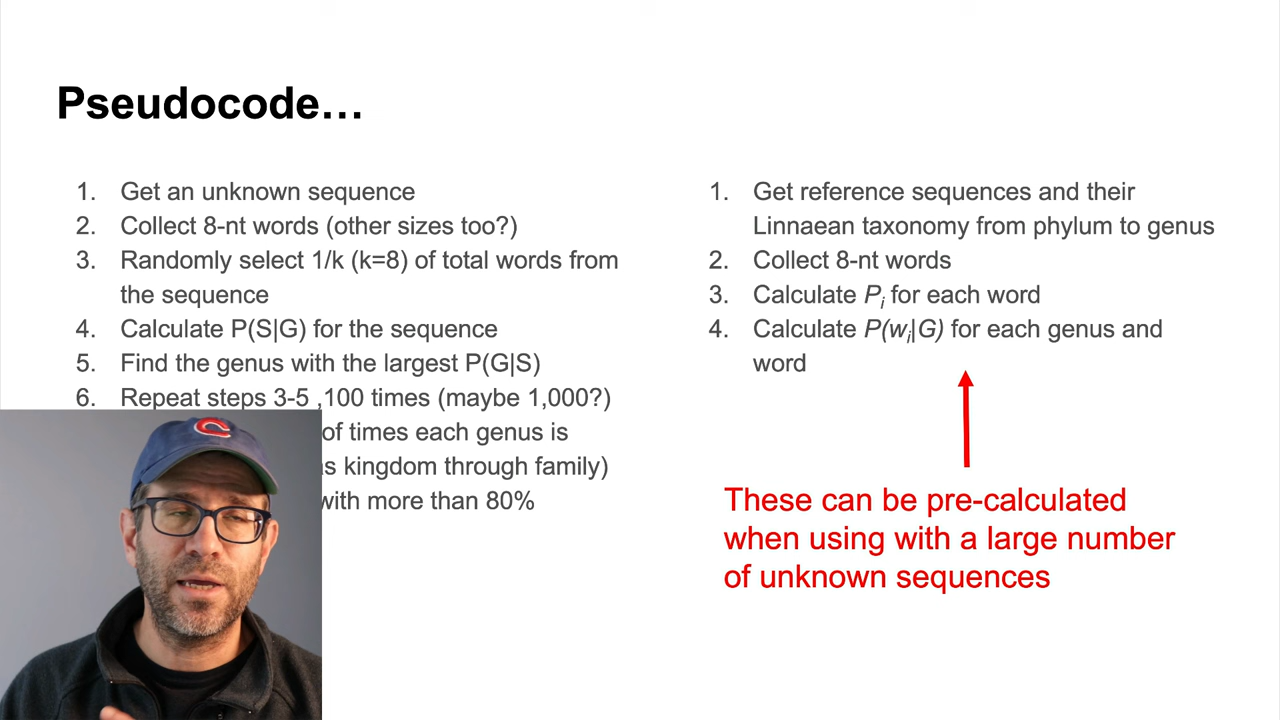 Pseudocode…
1. Get an unknown sequence
2. Collect 8-nt words (other sizes too?)
3. Randomly select 1/k (k=8) of total words from
the sequence
4. Calculate P(S|G) for the sequence
5. Find the genus with the largest P(G|S)
6. Repeat steps 3-5 ,100 times (maybe 1,000?)
of times each genus is
kingdom through family)
with more than 80%
1. Get reference sequences and their
Linnaean taxonomy from phylum to genus
2. Collect 8-nt words
3. Calculate Pi for each word
4. Calculate P(wi|G) for each genus and
word
These can be pre-calculated
when using with a large number
of unknown sequences
C